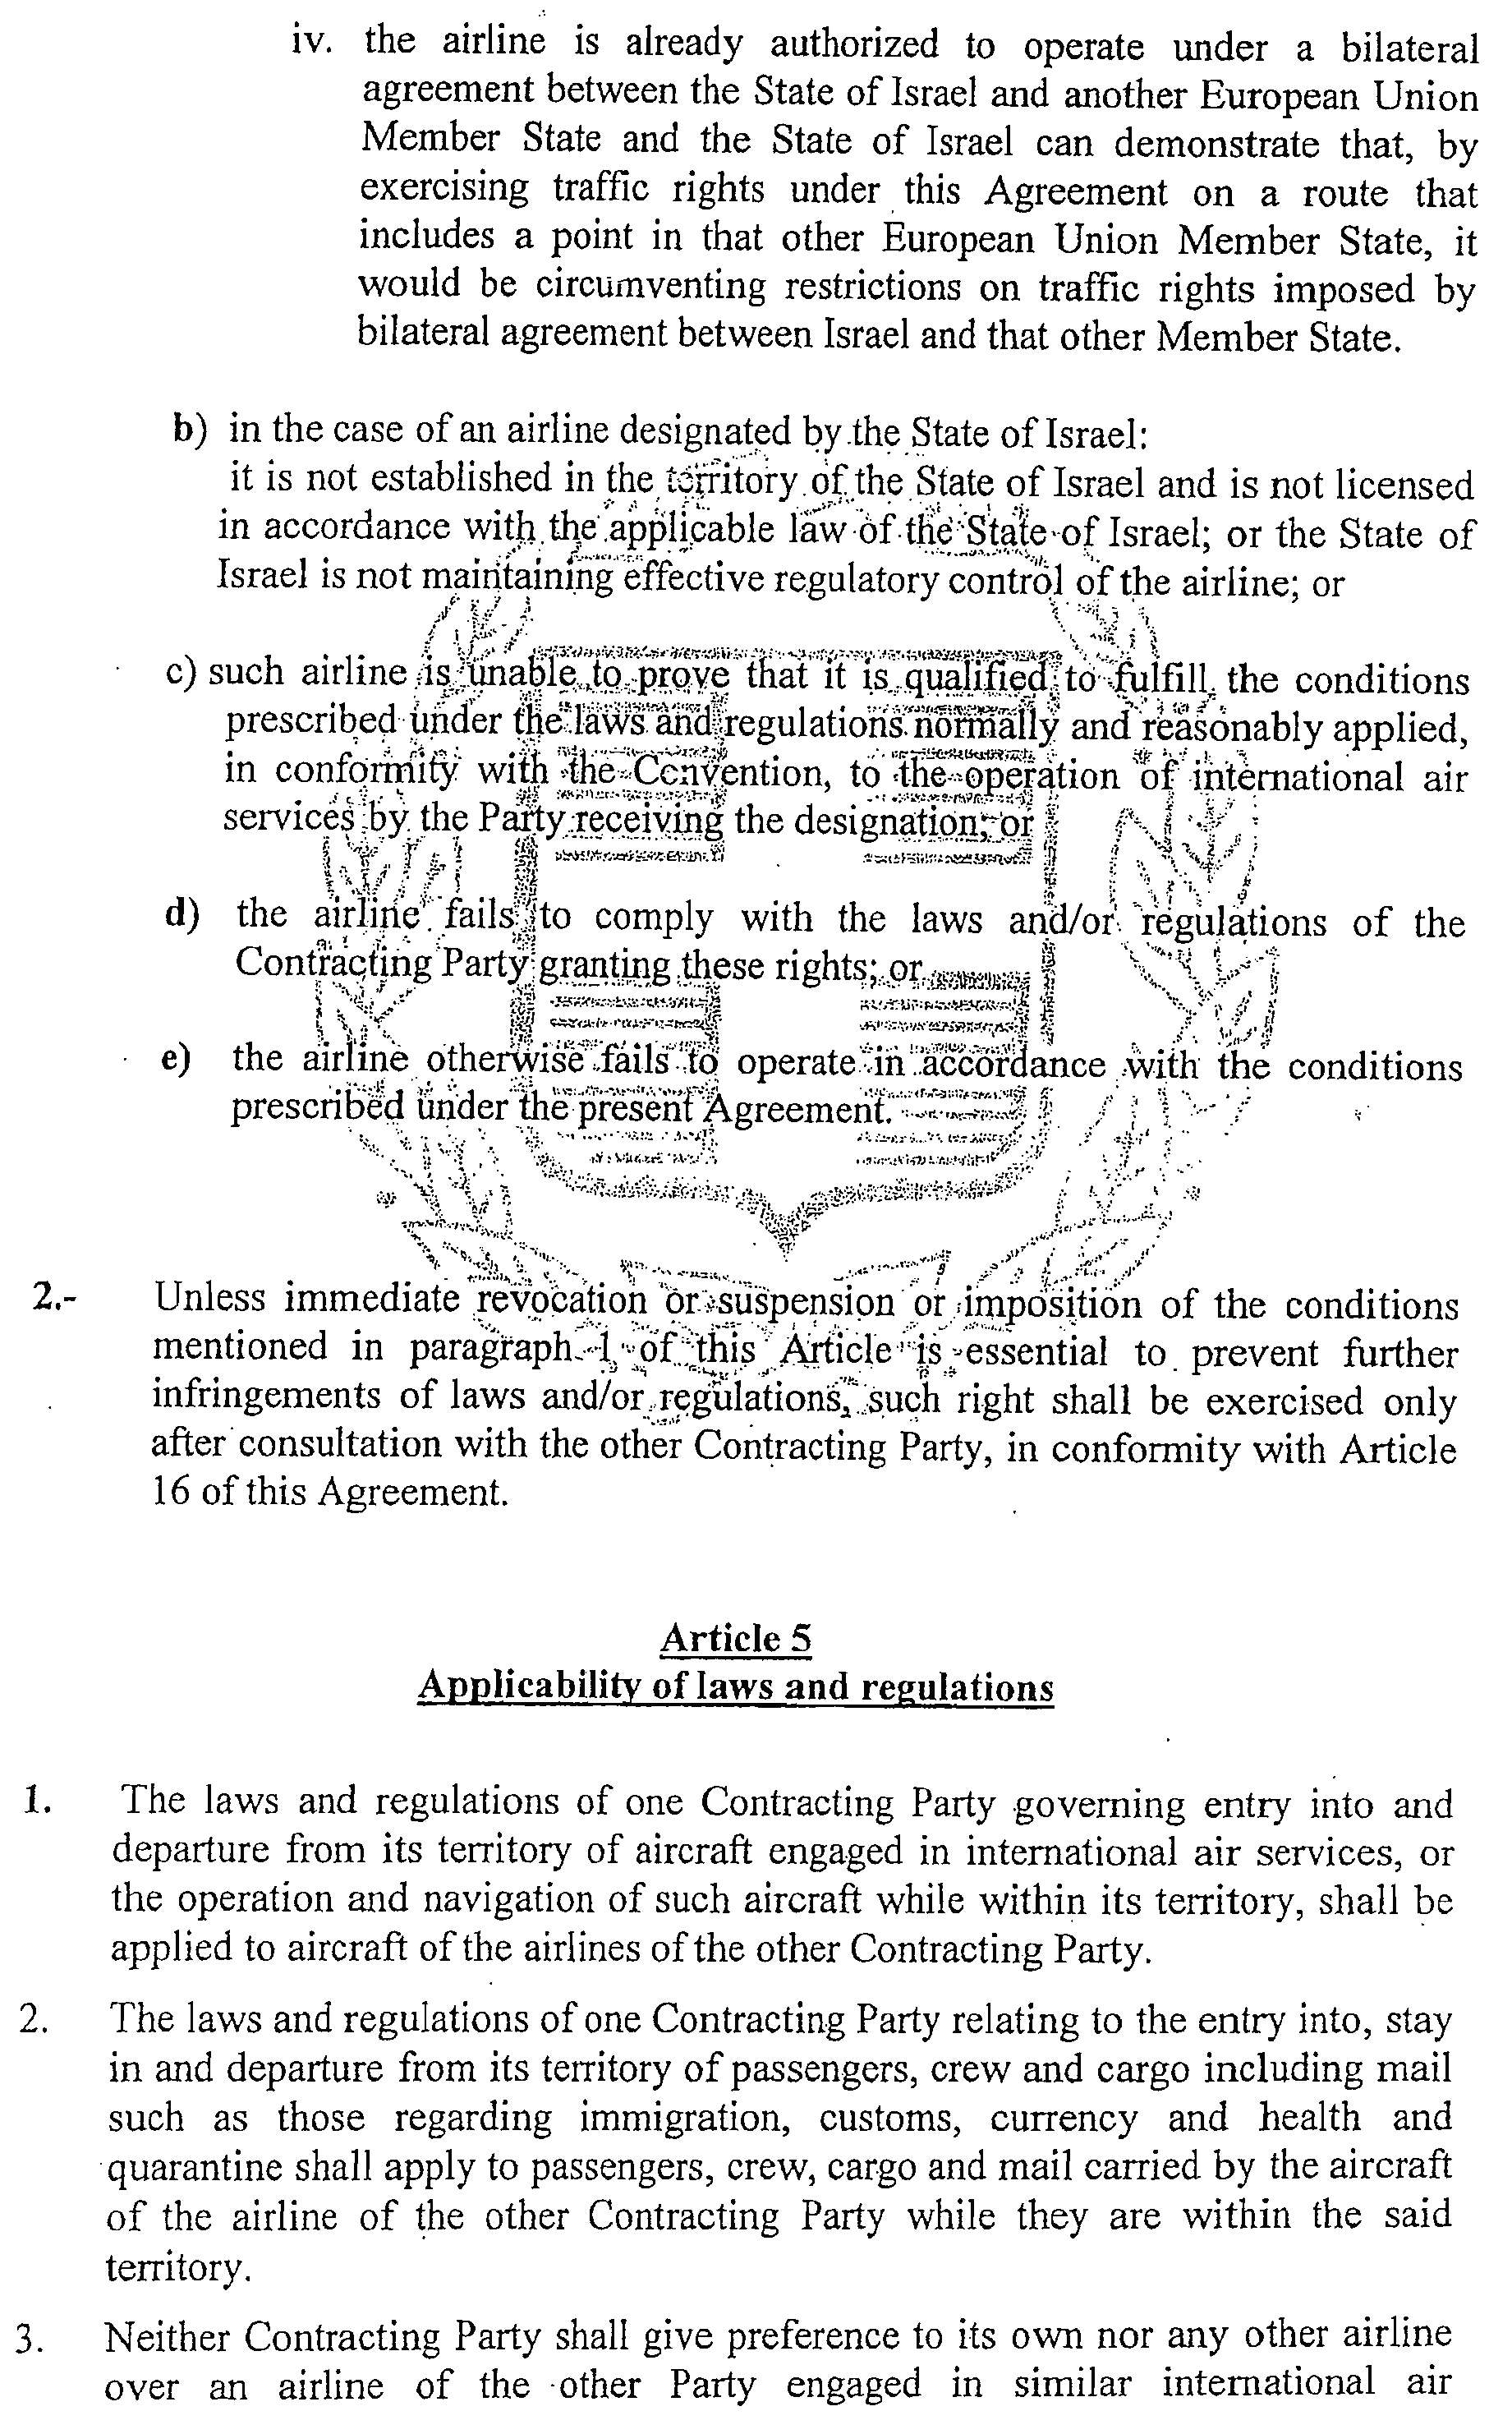 iv. the airline is already authorized to operate under a bilateral
agreement between the State of Israel and another European Union
Member State and the State of Israel can demonstrate that, by
exercising traffic rights under this Agreement on a route that
includes a point in that other European Union Member State, it
would be circumventing restrictions on traffic rights imposed by
bilateral agreement between Israel and that other Member State.
b) in the case of an airline designated by the State of Israel:
it is not established in the territory of the State of Israel and is not licensed
in accordance with the applicable law of the State of Israel; or the State of
Israel is not maintaining effective regulatory control of the airline; or
c) such airline is unable to prove that it is qualified to fulfill the conditions
prescribed under the laws and regulations normally and reasonably applied,
in conformity with the Convention, to the operation of international air
services by the Party receiving the designation; or
d) the airline fails to comply with the laws and/or regulations of the
Contracting Party granting these rights; or
e) the airline otherwise fails to operate in accordance with the conditions
prescribed under the present Agreement.
2.- Unless immediate revocation or suspension or imposition of the conditions
mentioned in paragraph 1 of this Article is essential to prevent further
infringements of laws and/or regulations, such right shall be exercised only
after consultation with the other Contracting Party, in conformity with Article
16 of this Agreement.
Article 5
Applicability of laws and regulations
1. The laws and regulations of one Contracting Party governing entry into and
departure from its territory of aircraft engaged in international air services, or
the operation and navigation of such aircraft while within its territory, shall be
applied to aircraft of the airlines of the other Contracting Party.
2. The laws and regulations of one Contracting Party relating to the entry into, stay
in and departure from its territory of passengers, crew and cargo including mail
such as those regarding immigration, customs, currency and health and
quarantine shall apply to passengers, crew, cargo and mail carried by the aircraft
of the airline of the other Contracting Party while they are within the said
territory.
3. Neither Contracting Party shall give preference to its own nor any other airline
over an airline of the other Party engaged in similar international air